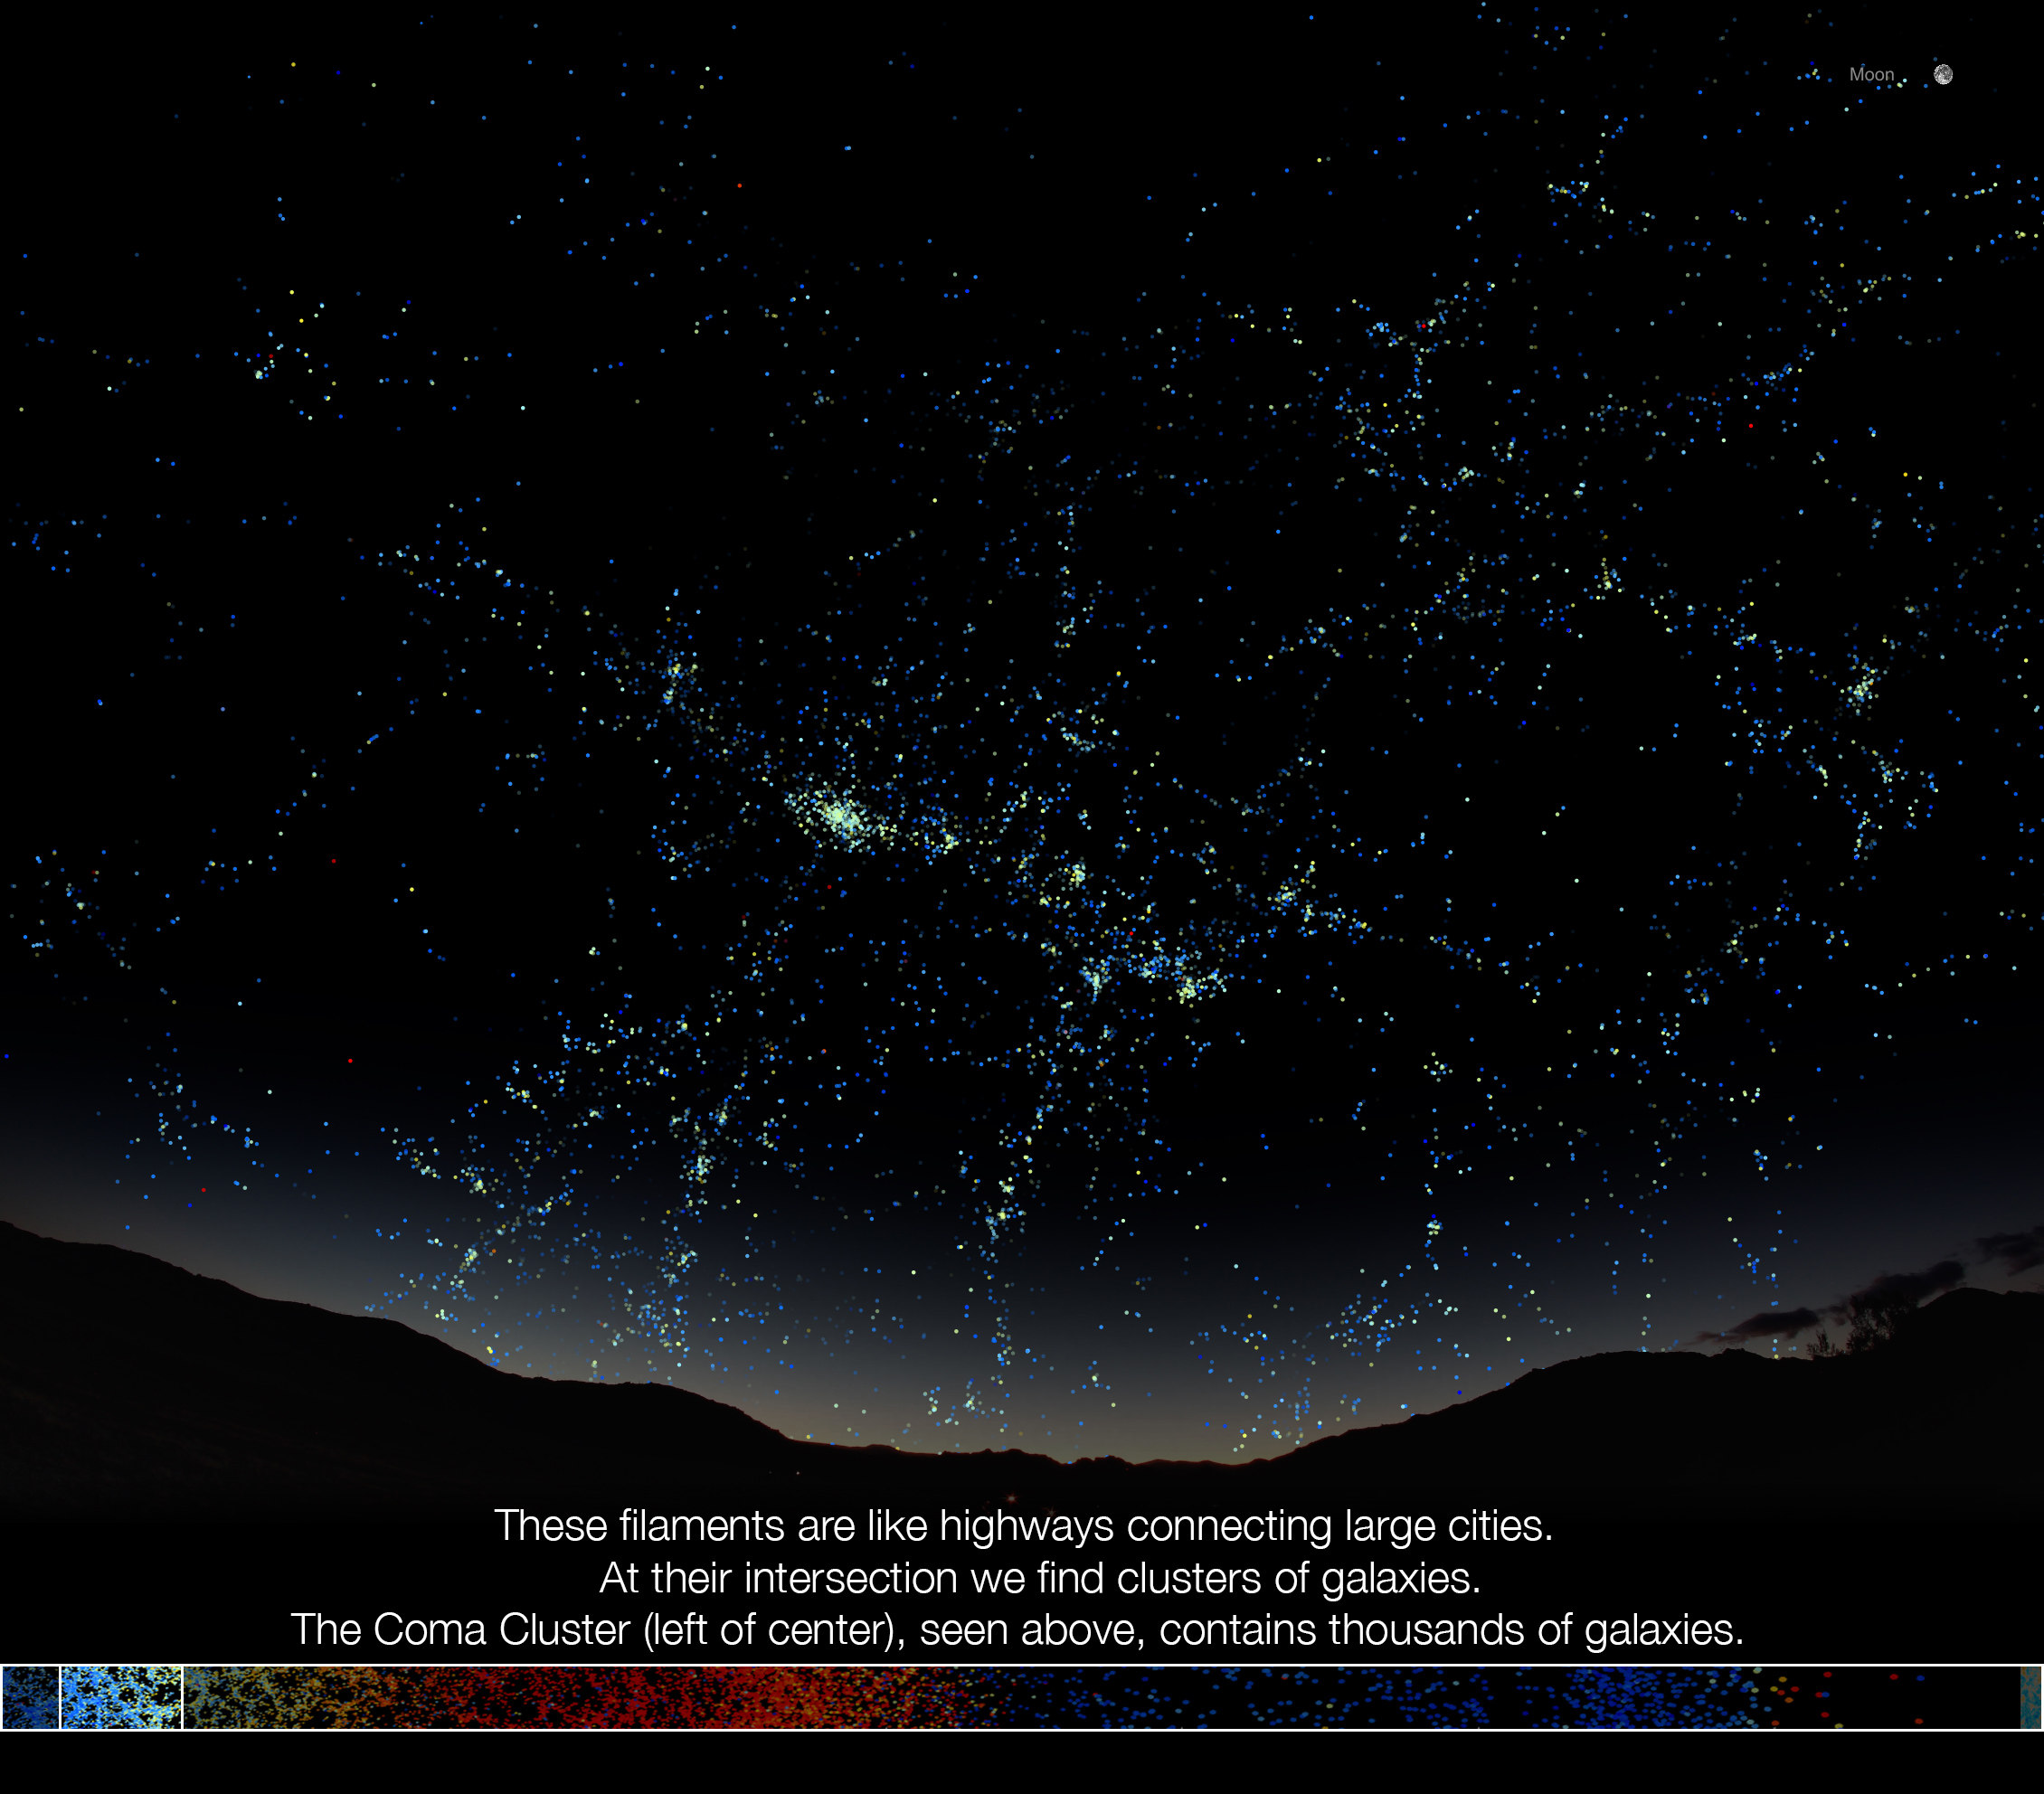 Moon
These filaments are like highways connecting large cities.
At their intersection we find clusters of galaxies.
The Coma Cluster (left of center), seen above, contains thousands of galaxies.